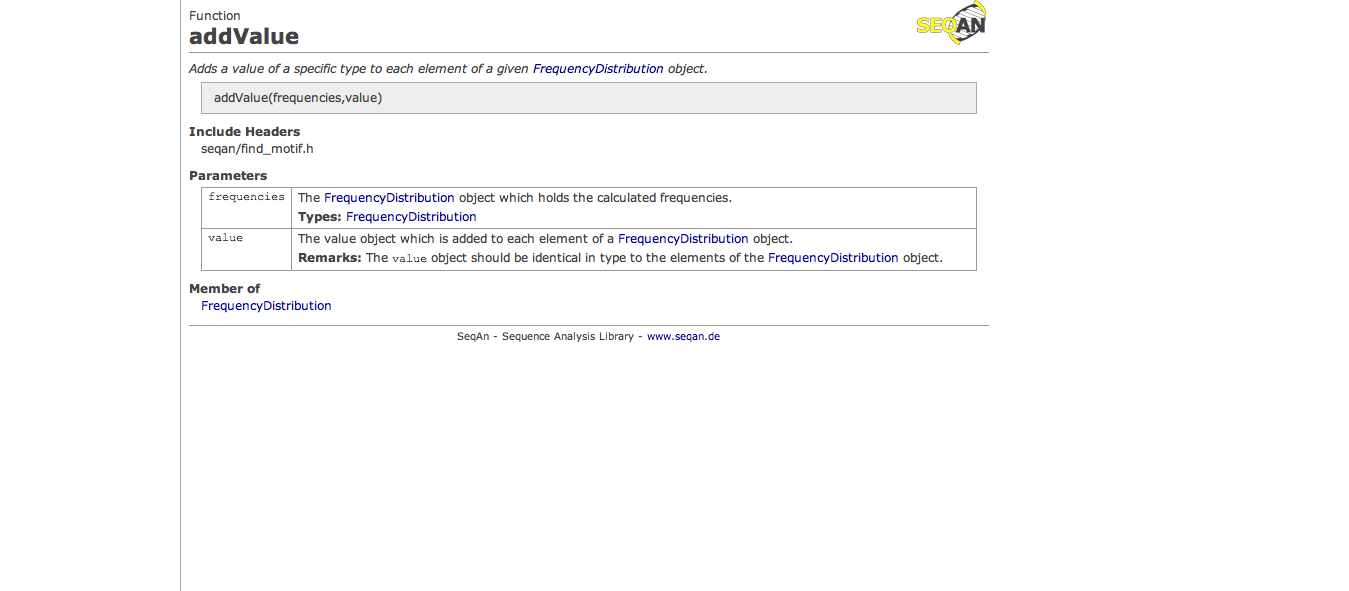 Function
addValue
SEQAN
Adds a value of a specific type to each element of a given FrequencyDistribution object.
addValue(frequencies,value)
Include Headers
seqan/find_motif.h
Parameters
frequencies The FrequencyDistribution object which holds the calculated frequencies.
Types: FrequencyDistribution
value The value object which is added to each element of a FrequencyDistribution object.
Remarks: The value object should be identical in type to the elements of the FrequencyDistribution object.
Member of
FrequencyDistribution
SeqAn - Sequence Analysis Library - www.seqan.de